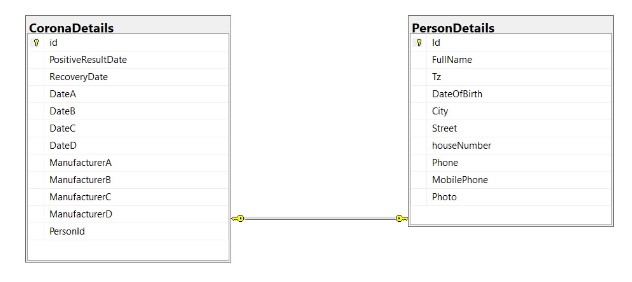 CoronaDetails
id
PositiveResultDate
RecoveryDate
DateA
DateB
DateC
DateD
ManufacturerA
ManufacturerB
ManufacturerC
ManufacturerD
PersonId
PersonDetails
Id
FullName
Tz
DateOfBirth
City
Street
houseNumber
Phone
MobilePhone
Photo